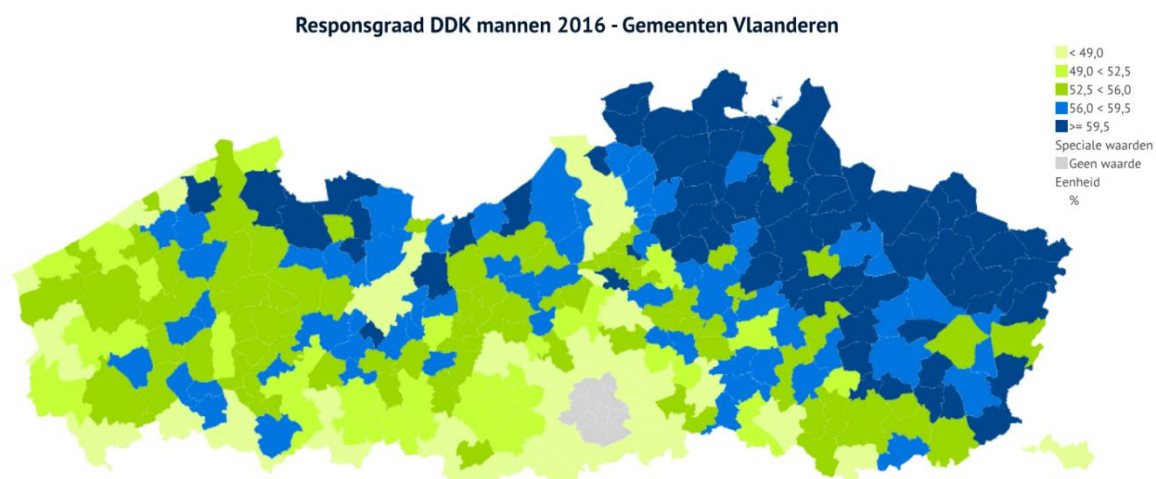 Responsgraad DDK mannen 2016 - Gemeenten Vlaanderen
< 49,0
49,0 < 52,5
52,5 < 56,0
56,0 < 59,5
>= 59,5
Speciale waarden
Geen waarde
Eenheid
%